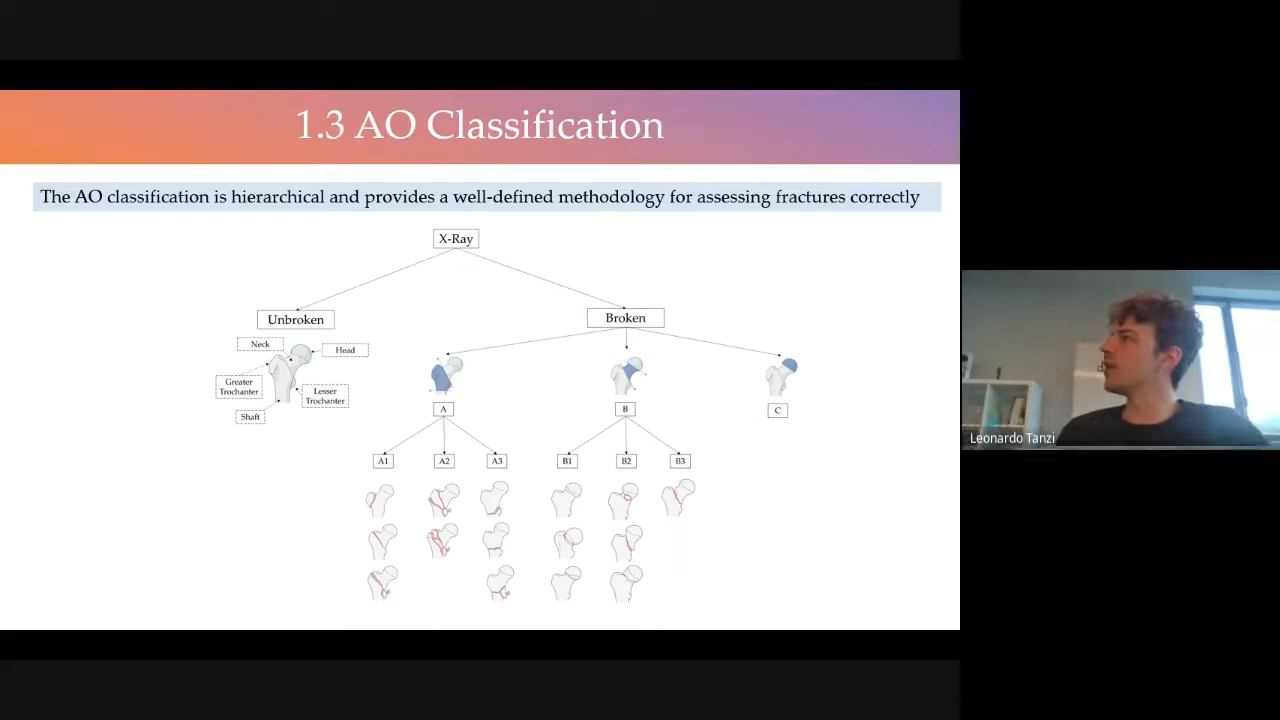 1.3 AO Classification
The AO classification is hierarchical and provides a well-defined methodology for assessing fractures correctly
X-Ray
Unbroken
Broken
Neck
Head
Greater
Trochanter
Lesser
Trochanter
Shaft
A
B
C
A1
A2
A3
B1
B2
B3
Leonardo Tanzi